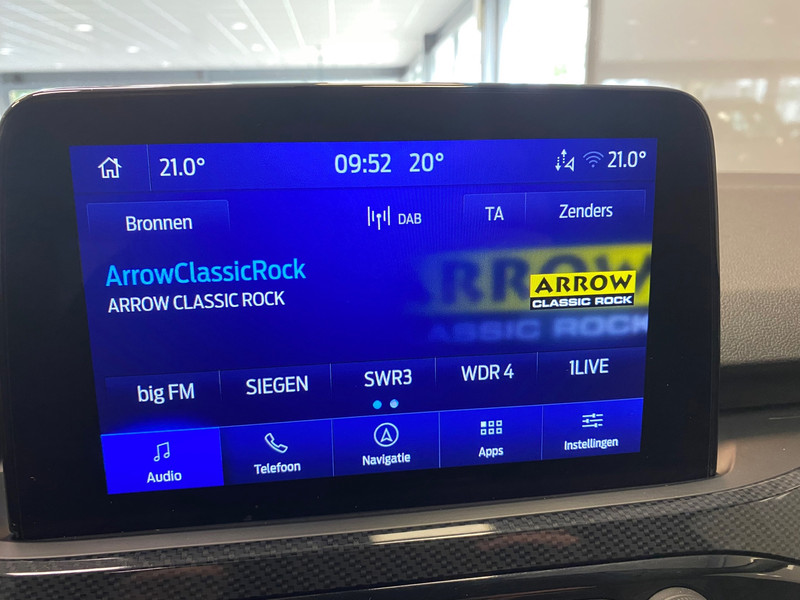 21.0° 09:52 20° 21.0°
Bronnen DAB TA Zenders
ArrowClassicRock
ARROW CLASSIC ROCK
ARROW
CLASSIC ROCK
big FM SIEGEN SWR3 WDR 4 1LIVE
Audio Telefoon Navigatie Apps Instellingen